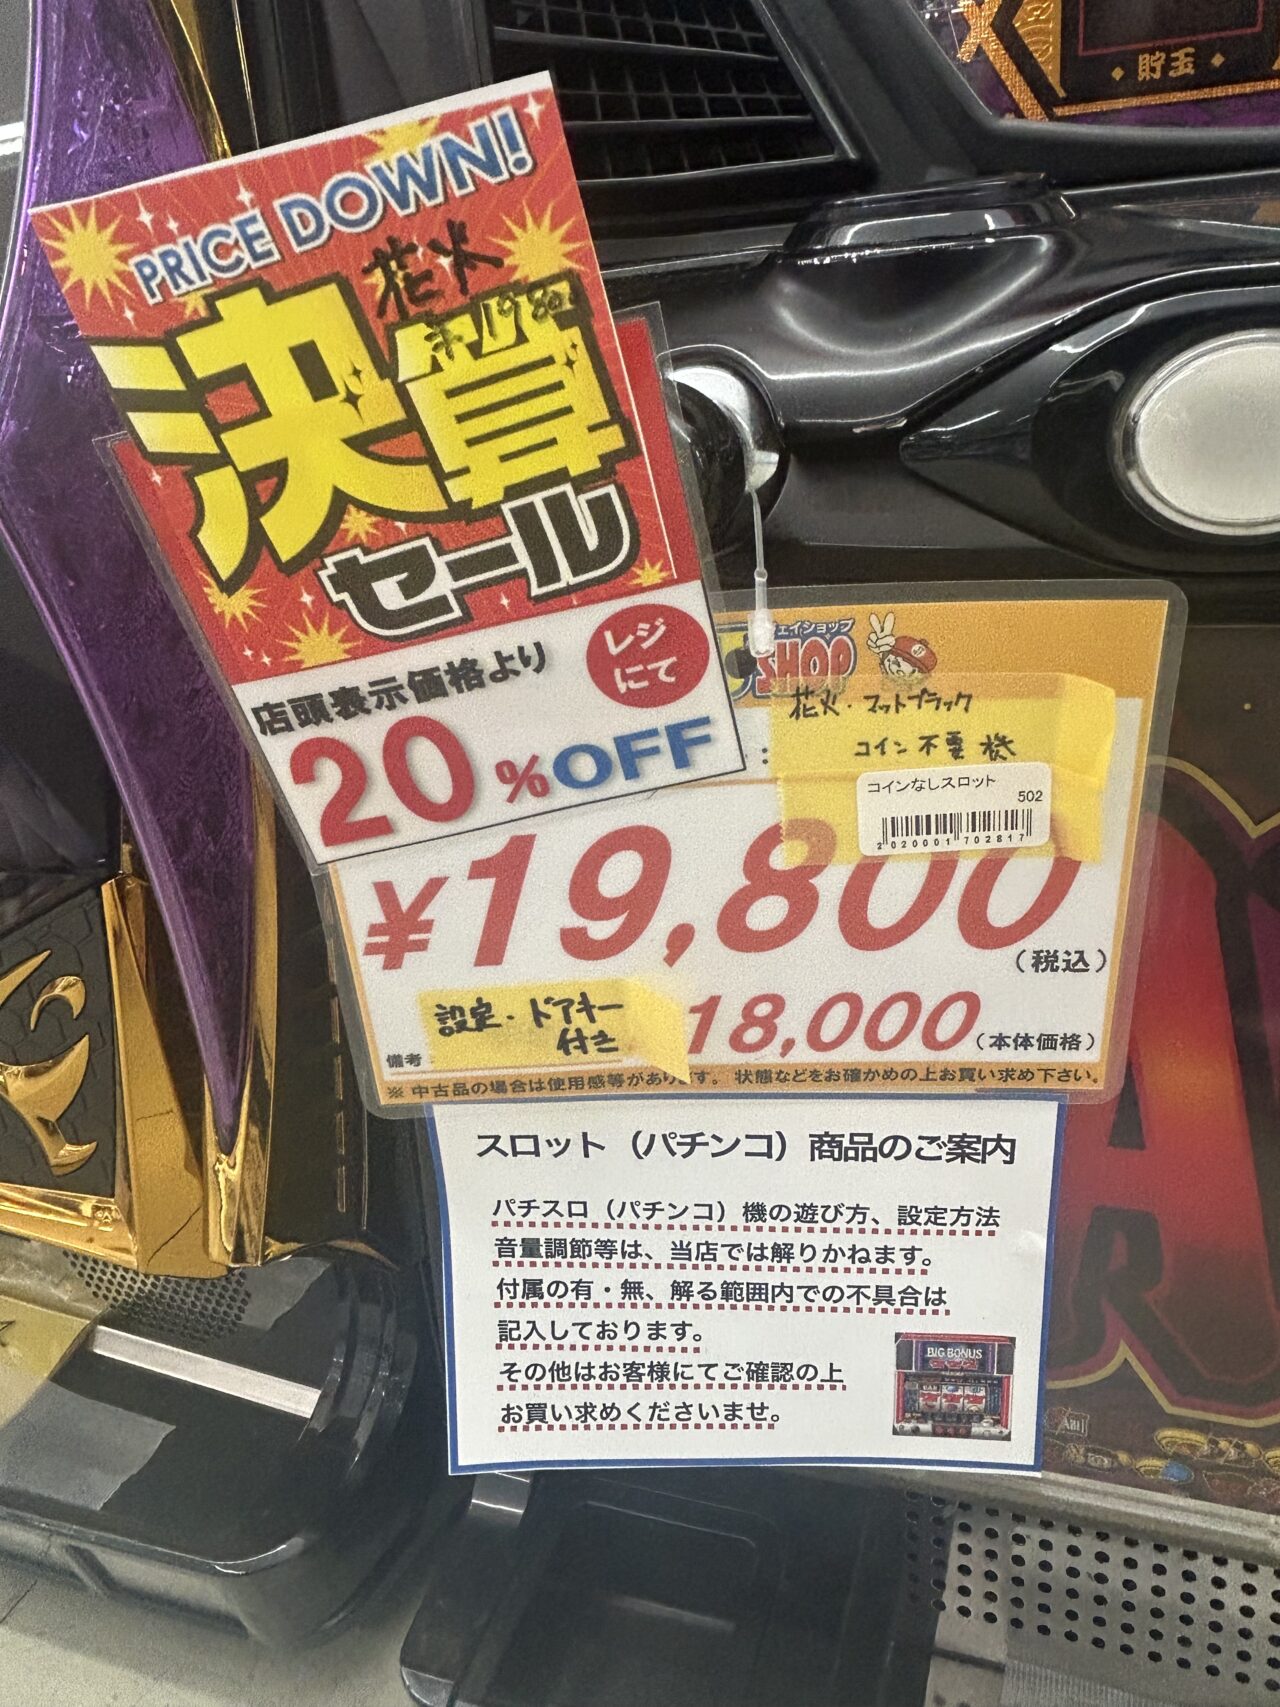 貯玉
PRICE DOWN!
花火
決算
セール
店頭表示価格より
レジ
にて
20%OFF
ェイショップ
SHOP
花火・マットブラック
コイン不要機
コインなしスロット
502
2020001702817
¥19,800
(税込)
設定・ドアキー
付き
備考
18,000(本体価格)
※中古品の場合は使用感等があります。状態などをお確かめの上お買い求め下さい。
スロット(パチンコ)商品のご案内
パチスロ(パチンコ)機の遊び方、設定方法
音量調節等は、当店では解りかねます。
付属の有・無、解る範囲内での不具合は
記入しております。
その他はお客様にてご確認の上
お買い求めくださいませ。
BIG BONUS